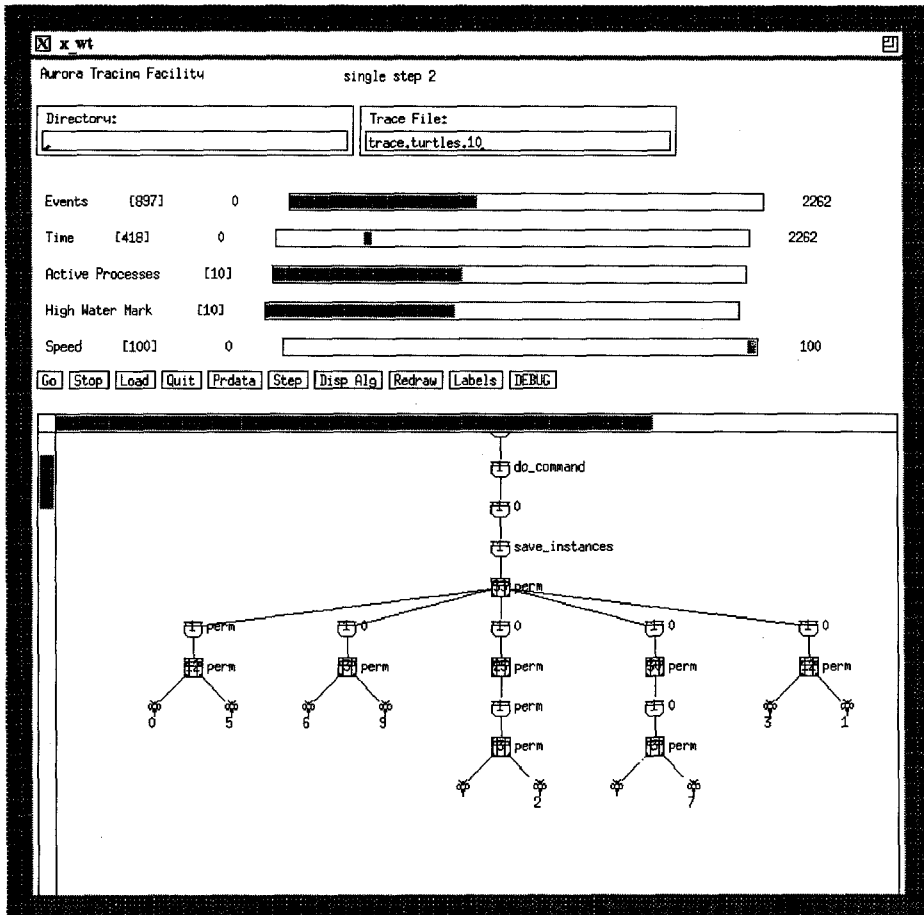 x_wt
Aurora Tracing Facility single step 2
Directory: Trace File:
trace.turtles.10
Events [897] 0 2262
Time [418] 0 2262
Active Processes [10]
High Water Mark [10]
Speed [100] 0 100
Go Stop Load Quit Prdata Step Disp Alg Redraw Labels DEBUG
do_command
0
save_instances
perm
perm 0 0 0 0
perm perm perm perm perm
perm 0
0 5 6 9 3 1
perm perm
2 7